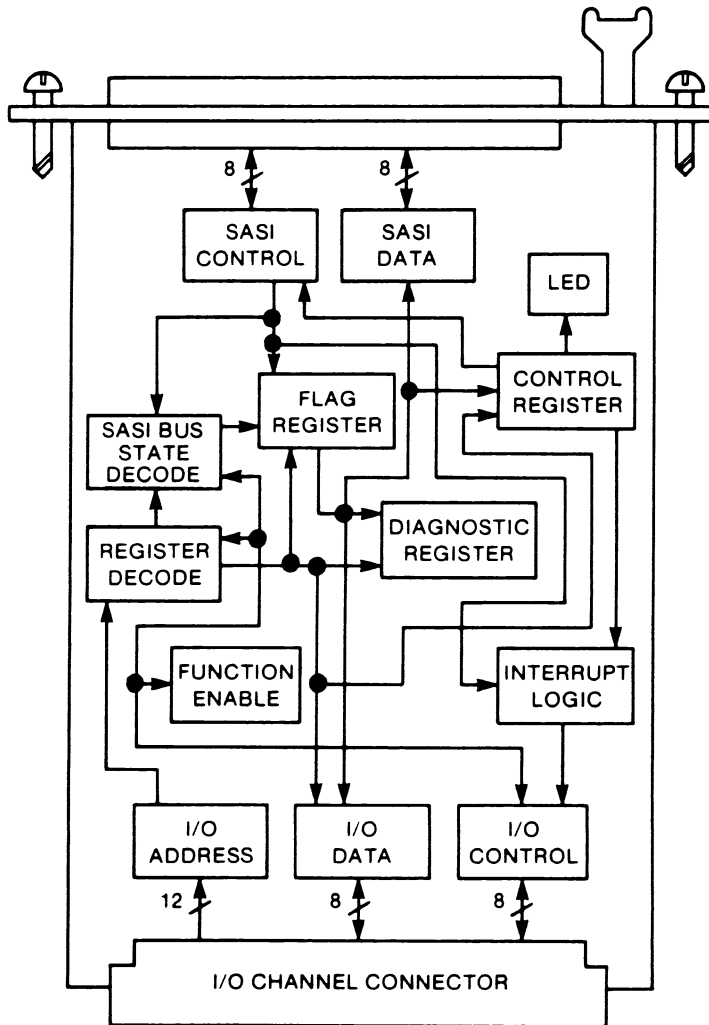 8
8
SASI
CONTROL
SASI
DATA
LED
FLAG
REGISTER
CONTROL
REGISTER
SASI BUS
STATE
DECODE
REGISTER
DECODE
DIAGNOSTIC
REGISTER
FUNCTION
ENABLE
INTERRUPT
LOGIC
I/O
ADDRESS
I/O
DATA
I/O
CONTROL
12
8
8
I/O CHANNEL CONNECTOR